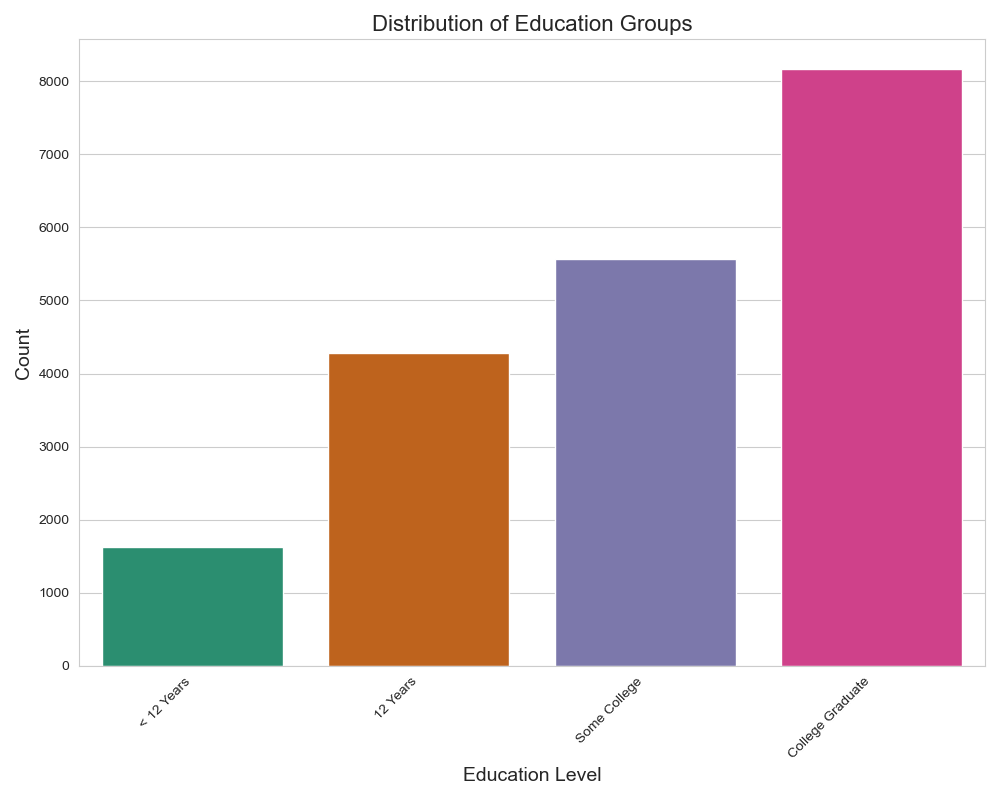 Distribution of Education Groups
Count
8000
7000
6000
5000
4000
3000
2000
1000
0
< 12 Years
12 Years
Some College
College Graduate
Education Level